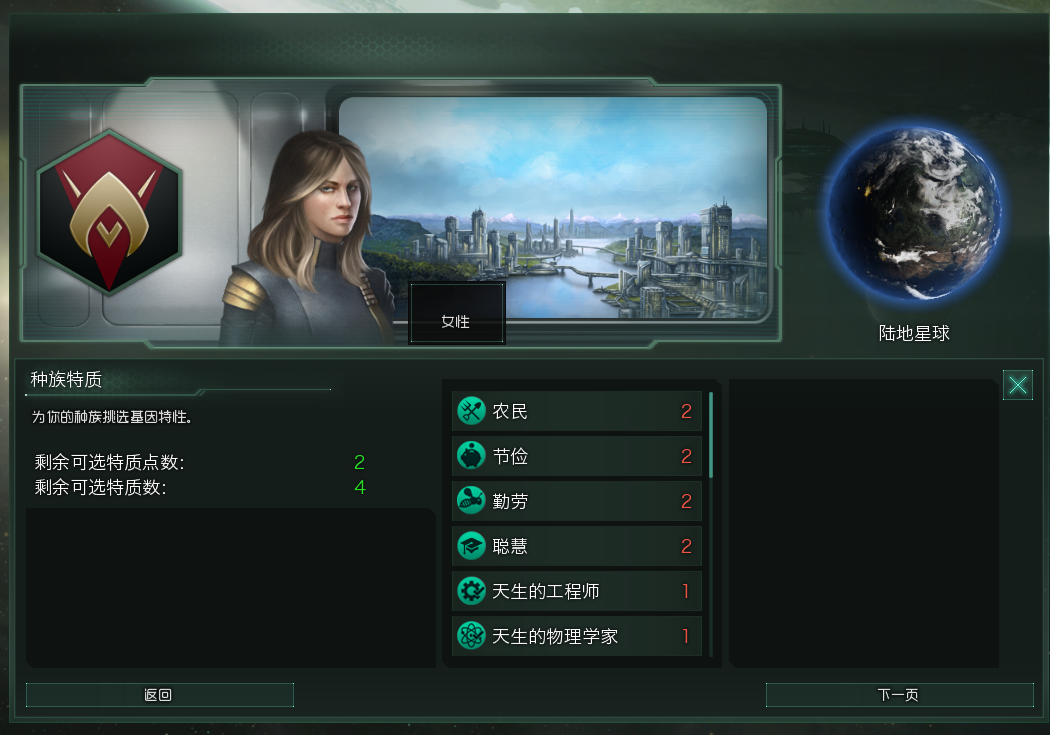 女性
陆地星球
种族特质
为你的种族挑选基因特性。
剩余可选特质点数: 2
剩余可选特质数: 4
农民 2
节俭 2
勤劳 2
聪慧 2
天生的工程师 1
天生的物理学家 1
返回
下一页